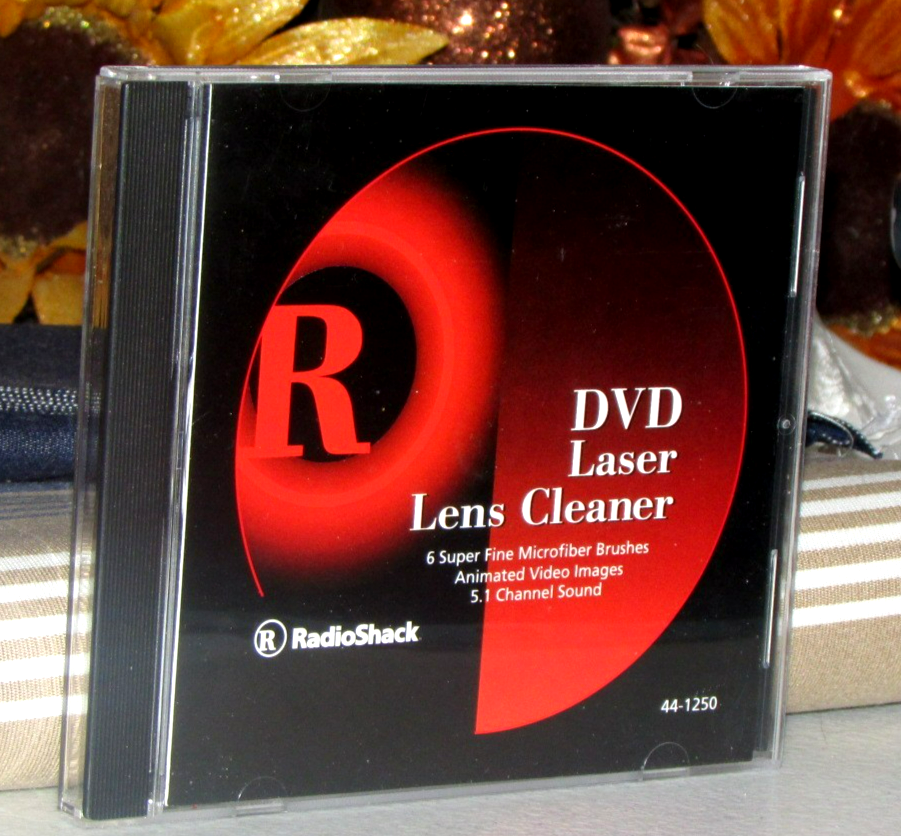 R
DVD
Laser
Lens Cleaner
6 Super Fine Microfiber Brushes
Animated Video Images
5.1 Channel Sound
R RadioShack
44-1250